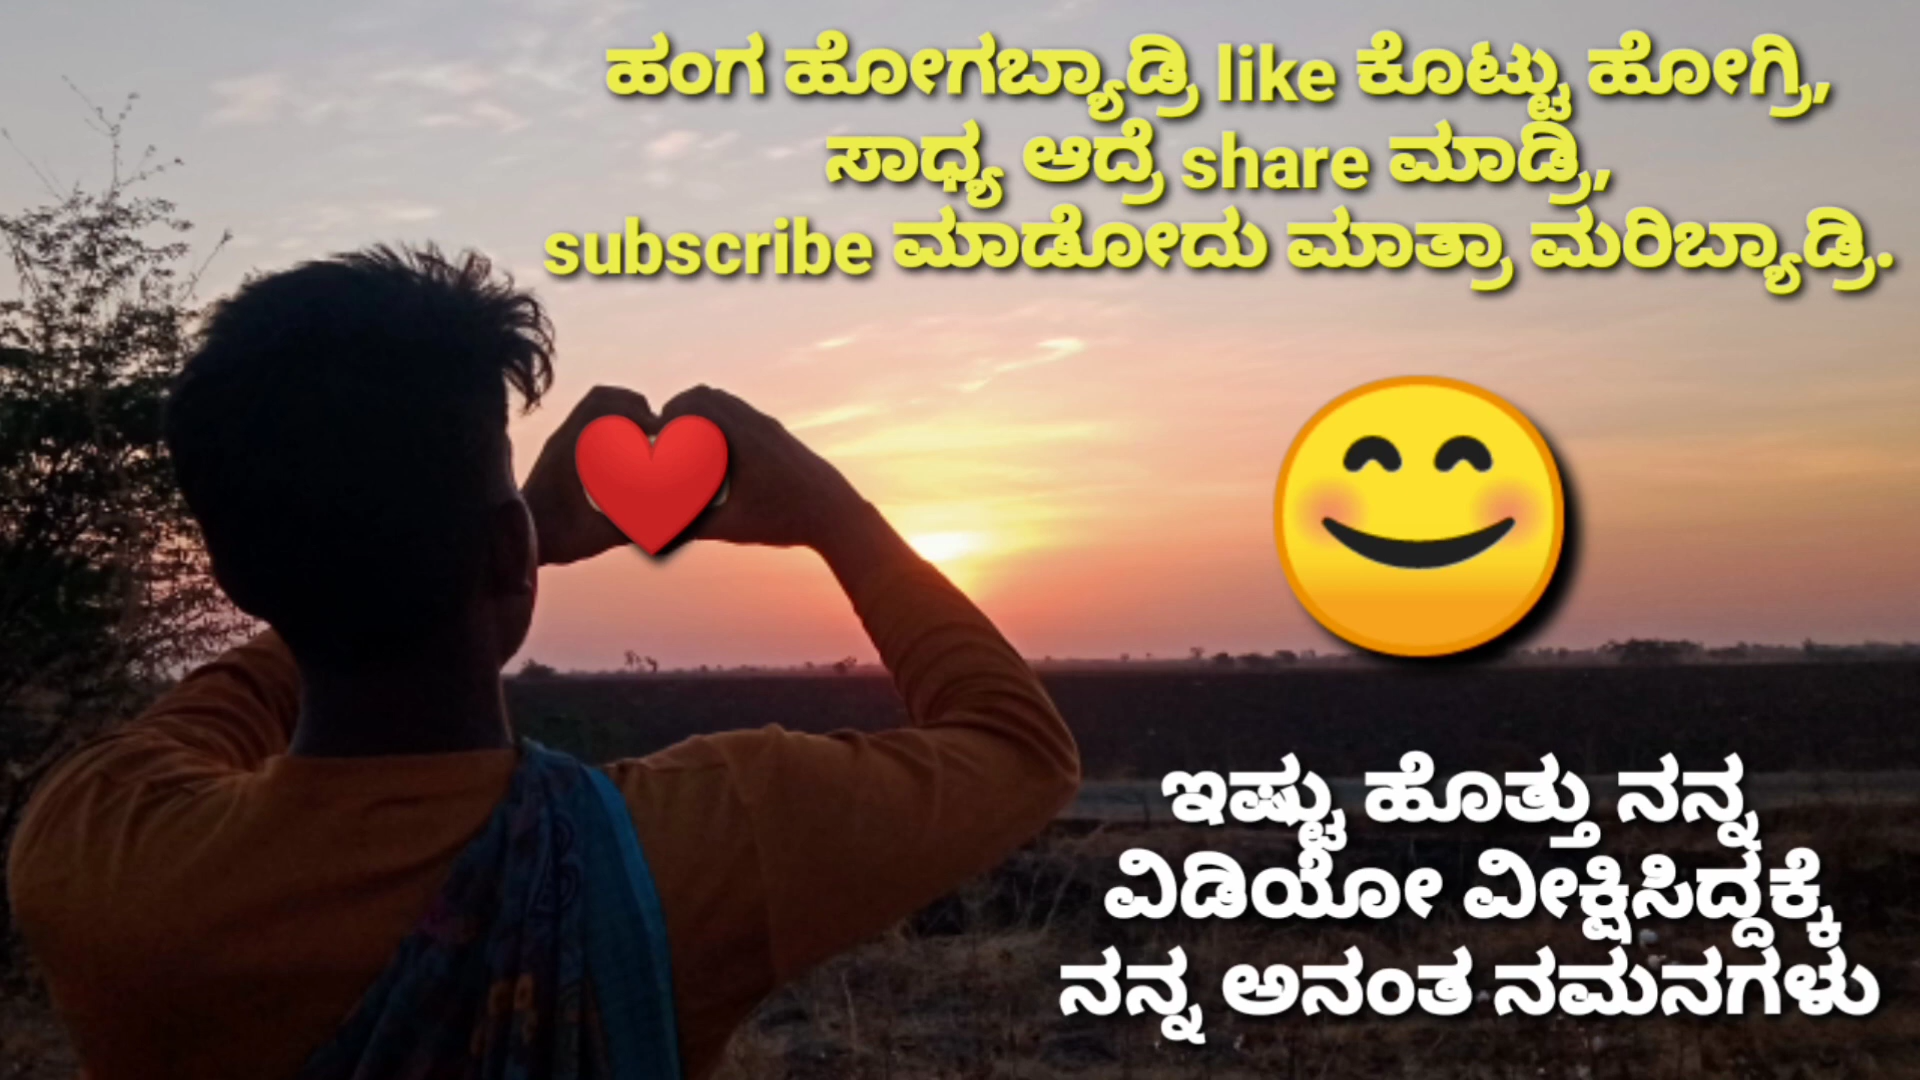 ಹಂಗ ಹೋಗಬ್ಯಾಡ್ರಿ like ಕೊಟ್ಟು ಹೋಗ್ರಿ,
ಸಾಧ್ಯ ಆದ್ರೆ share ಮಾಡ್ರಿ,
subscribe ಮಾಡೋದು ಮಾತ್ರಾ ಮರಿಬ್ಯಾಡ್ರಿ.
ಇಷ್ಟು ಹೊತ್ತು ನನ್ನ
ವಿಡಿಯೋ ವೀಕ್ಷಿಸಿದ್ದಕ್ಕೆ
ನನ್ನ ಅನಂತ ನಮನಗಳು